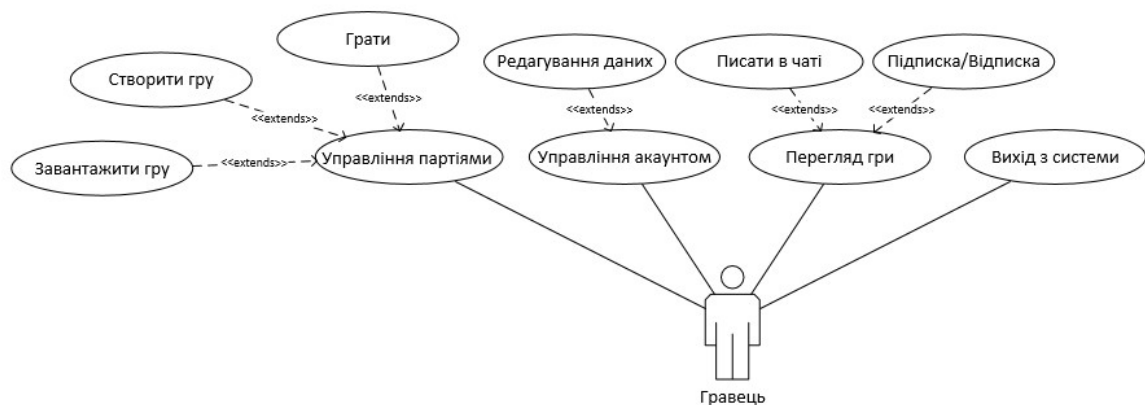 Грати
Створити гру
Редагування даних
Писати в чаті
Підписка/Відписка
<<extends>>
<<extends>>
<<extends>>
<<extends>>
<<extends>>
<<extends>>
Завантажити гру
Управління партіями
Управління акаунтом
Перегляд гри
Вихід з системи
Гравець